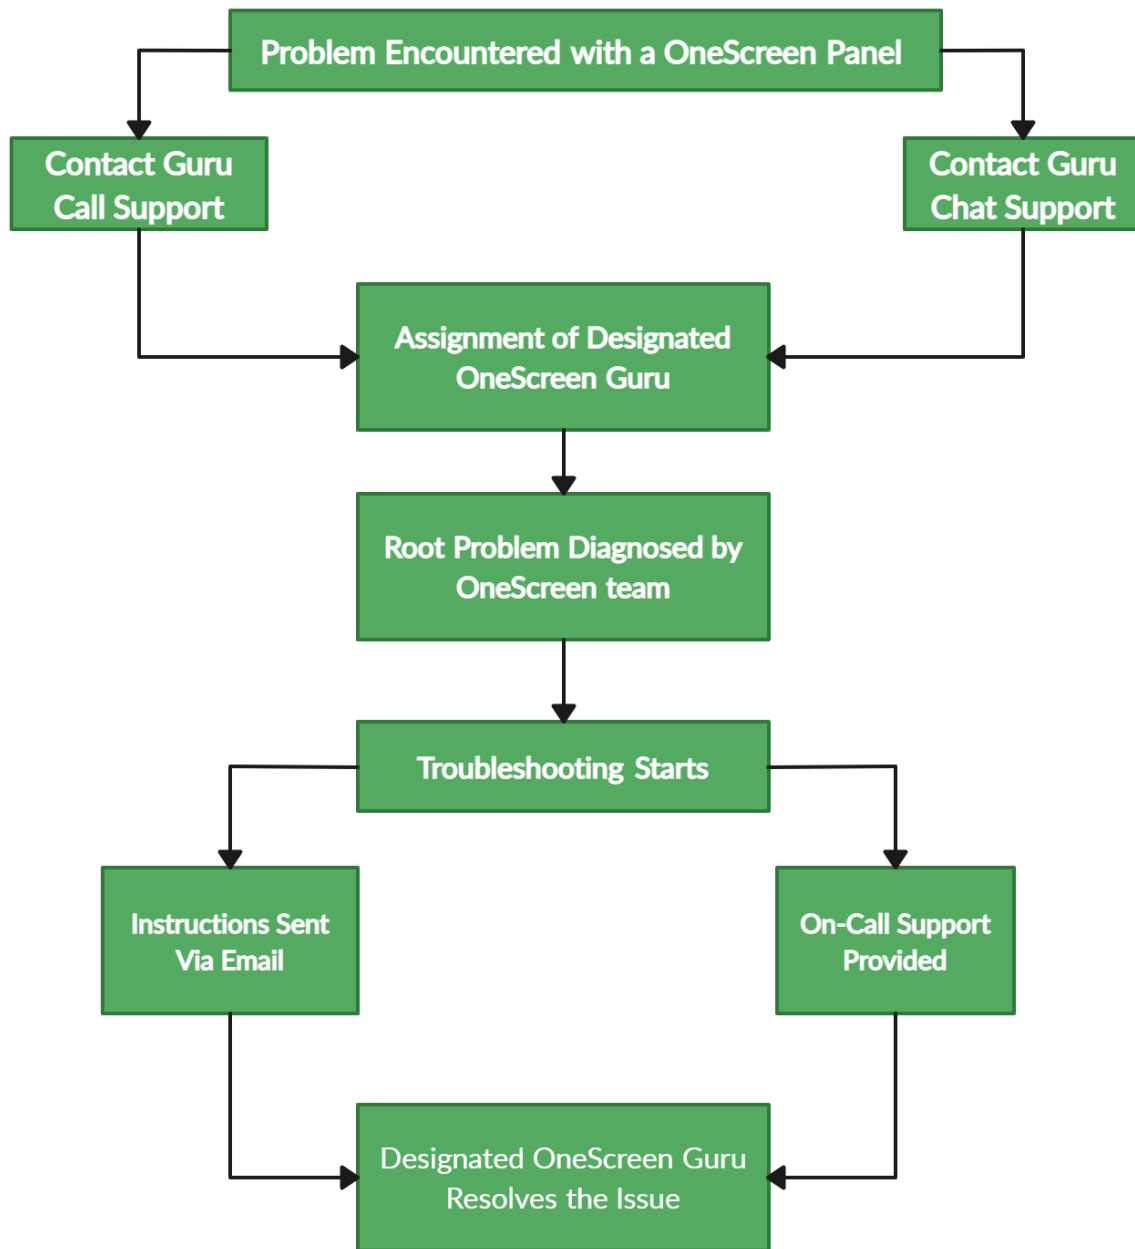 Problem Encountered with a OneScreen Panel
Contact Guru
Call Support
Contact Guru
Chat Support
Assignment of Designated
OneScreen Guru
Root Problem Diagnosed by
OneScreen team
Troubleshooting Starts
Instructions Sent
Via Email
On-Call Support
Provided
Designated OneScreen Guru
Resolves the Issue